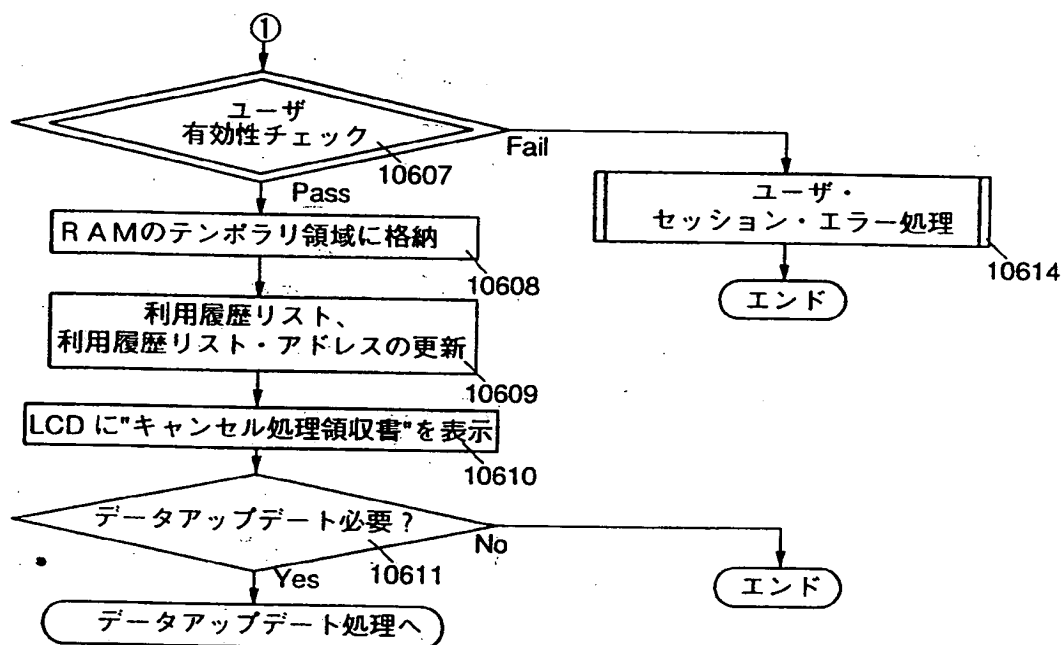 ①
ユーザ
有効性チェック
10607
Fail
Pass
ユーザ・
セッション・エラー処理
10614
エンド
RAMのテンポラリ領域に格納
10608
利用履歴リスト、
利用履歴リスト・アドレスの更新
10609
LCDに"キャンセル処理領収書"を表示
10610
データアップデート必要?
10611
No
エンド
Yes
データアップデート処理へ